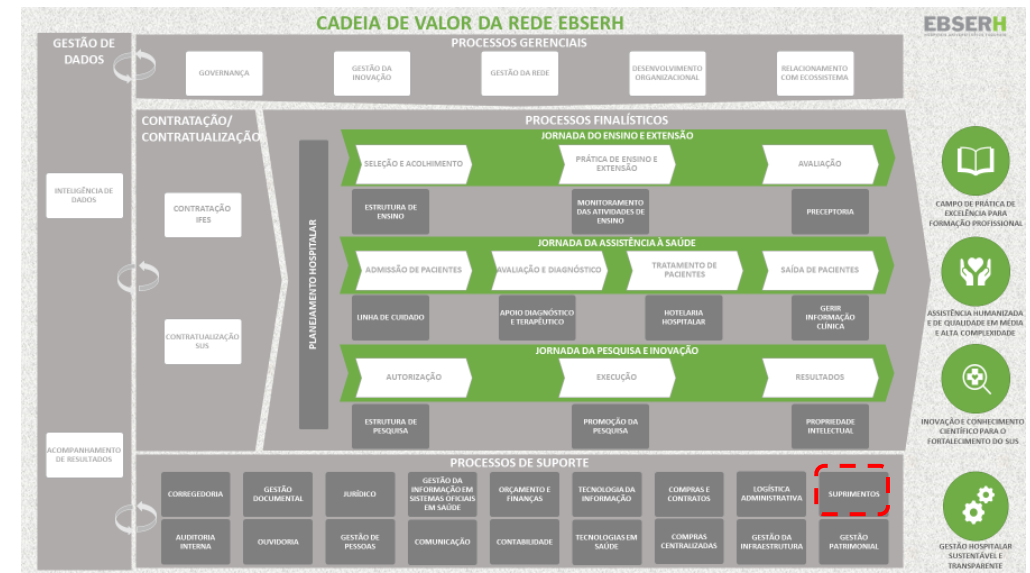 CADEIA DE VALOR DA REDE EBSERH
EBSERH
GESTÃO DE
DADOS
PROCESSOS GERENCIAIS
GOVERNANÇA
GESTÃO DA
INOVAÇÃO
GESTÃO DA REDE
DESENVOLVIMENTO
ORGANIZACIONAL
RELACIONAMENTO
COM ECOSSISTEMA
CONTRATAÇÃO/
CONTRATUALIZAÇÃO
PROCESSOS FINALÍSTICOS
JORNADA DO ENSINO E EXTENSÃO
SELEÇÃO E ACOLHIMENTO
PRÁTICA DE ENSINO E
EXTENSÃO
AVALIAÇÃO
ESTRUTURA DE
ENSINO
MONITORAMENTO
DAS ATIVIDADES DE
ENSINO
PRECEPTORIA
INTELIGÊNCIA DE
DADOS
CONTRATAÇÃO
IFES
PLANEJAMENTO HOSPITALAR
JORNADA DA ASSISTÊNCIA À SAÚDE
ADMISSÃO DE PACIENTES
AVALIAÇÃO E DIAGNÓSTICO
TRATAMENTO DE
PACIENTES
SAÍDA DE PACIENTES
LINHA DE CUIDADO
APOIO DIAGNÓSTICO
E TERAPÊUTICO
HOTELARIA
HOSPITALAR
GERIR
INFORMAÇÃO
CLÍNICA
CONTRATUALIZAÇÃO
SUS
JORNADA DA PESQUISA E INOVAÇÃO
AUTORIZAÇÃO
EXECUÇÃO
RESULTADOS
ESTRUTURA DE
PESQUISA
PROMOÇÃO DA
PESQUISA
PROPRIEDADE
INTELECTUAL
ACOMPANHAMENTO
DE RESULTADOS
PROCESSOS DE SUPORTE
CORREGEDORIA
GESTÃO
DOCUMENTAL
JURÍDICO
GESTÃO DA
INFORMAÇÃO EM
SISTEMAS OFICIAIS
EM SAÚDE
ORÇAMENTO E
FINANÇAS
TECNOLOGIA DA
INFORMAÇÃO
COMPRAS E
CONTRATOS
LOGÍSTICA
ADMINISTRATIVA
SUPRIMENTOS
AUDITORIA
INTERNA
OUVIDORIA
GESTÃO DE
PESSOAS
COMUNICAÇÃO
CONTABILIDADE
TECNOLOGIAS EM
SAÚDE
COMPRAS
CENTRALIZADAS
GESTÃO DA
INFRAESTRUTURA
GESTÃO
PATRIMONIAL
CAMPO DE PRÁTICA DE
EXCELÊNCIA PARA
FORMAÇÃO PROFISSIONAL
ASSISTÊNCIA HUMANIZADA
E DE QUALIDADE EM MÉDIA
E ALTA COMPLEXIDADE
INOVAÇÃO E CONHECIMENTO
CIENTÍFICO PARA O
FORTALECIMENTO DO SUS
GESTÃO HOSPITALAR
SUSTENTÁVEL E
TRANSPARENTE